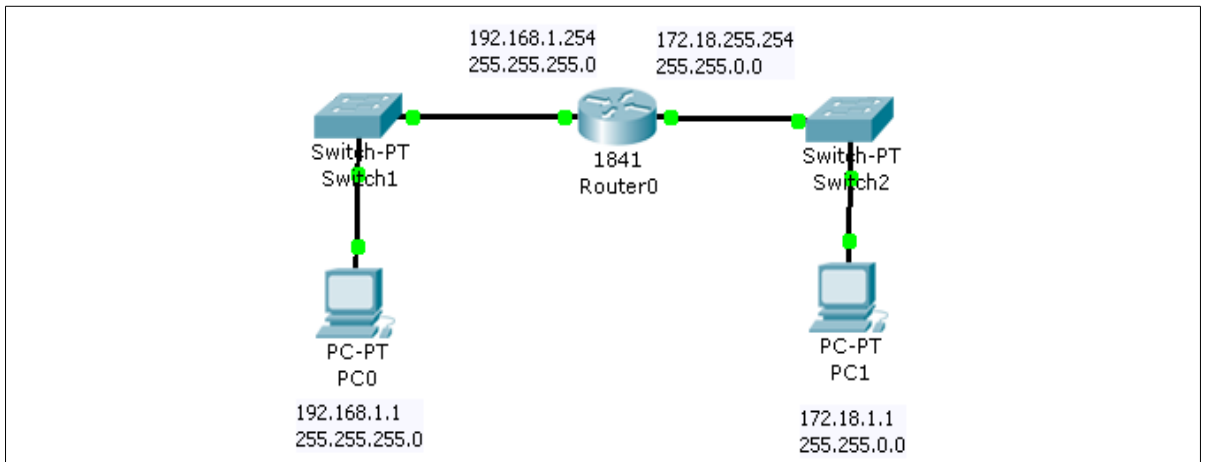 192.168.1.254
255.255.255.0
172.18.255.254
255.255.0.0
Switch-PT
Switch1
1841
Router0
Switch-PT
Switch2
PC-PT
PC0
192.168.1.1
255.255.255.0
PC-PT
PC1
172.18.1.1
255.255.0.0